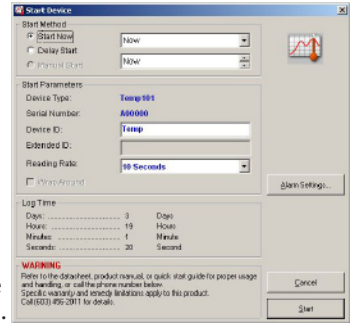 Start Device
Start Method
Start Now
Now
Delay Start
Manual Start
Now
Start Parameters
Device Type: Temp101
Serial Number: A00000
Device ID: Temp
Extended ID:
Reading Rate: 10 Seconds
Wrap Around
Alarm Settings...
Log Time
Days: 3 Days
Hours: 19 Hours
Minutes: 1 Minute
Seconds: 20 Second
WARNING
Refer to the datasheet, product manual, or quick start guide for proper usage
and handling, or call the phone number below.
Specific warranty and remedy limitations apply to this product.
Call (603) 456-2011 for details.
Cancel
Start